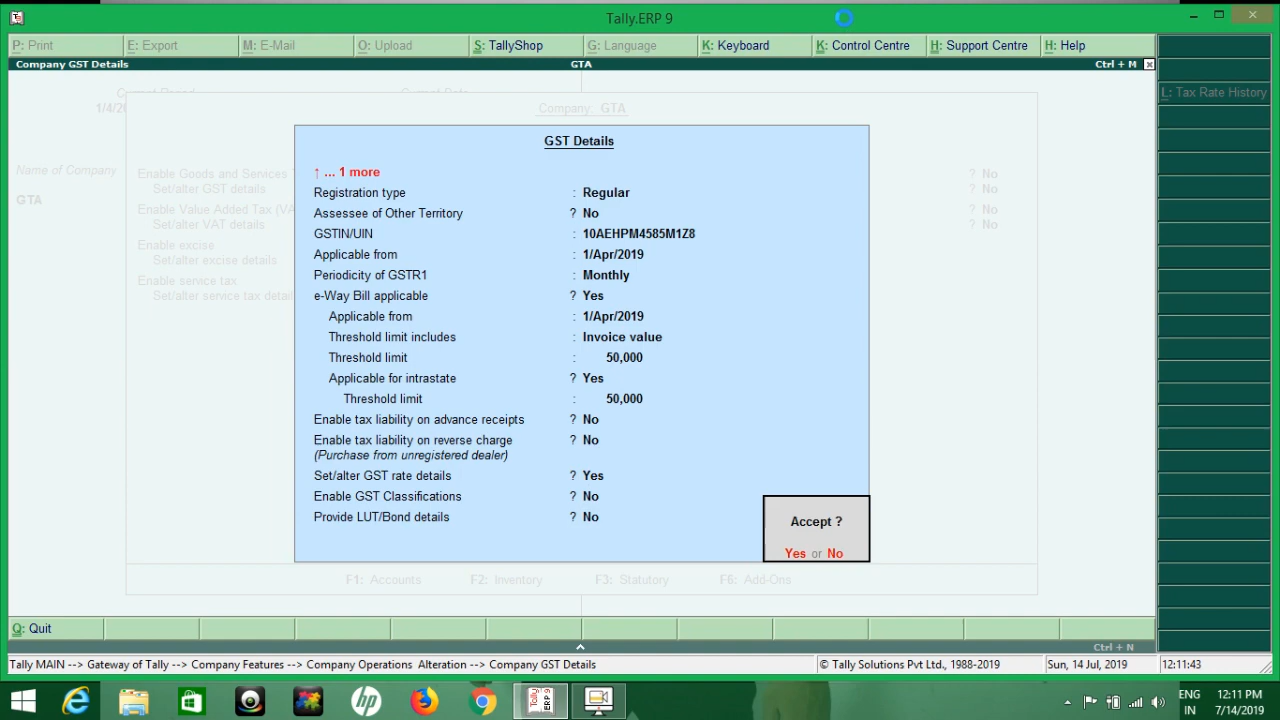 Tally.ERP 9
P: Print E: Export M: E-Mail O: Upload S: TallyShop G: Language K: Keyboard K: Control Centre H: Support Centre H: Help
Company GST Details GTA Ctrl + M
L: Tax Rate History
1/4/20
Company: GTA
GST Details
Name of Company
GTA
Enable Goods and Services ? No
Set/alter GST details ? No
Enable Value Added Tax (VA ? No
Set/alter VAT details ? No
Enable excise
Set/alter excise details
Enable service tax
Set/alter service tax detail
↑ ... 1 more
Registration type : Regular
Assessee of Other Territory ? No
GSTIN/UIN : 10AEHPM4585M1Z8
Applicable from : 1/Apr/2019
Periodicity of GSTR1 : Monthly
e-Way Bill applicable ? Yes
Applicable from : 1/Apr/2019
Threshold limit includes : Invoice value
Threshold limit : 50,000
Applicable for intrastate ? Yes
Threshold limit : 50,000
Enable tax liability on advance receipts ? No
Enable tax liability on reverse charge ? No
(Purchase from unregistered dealer)
Set/alter GST rate details ? Yes
Enable GST Classifications ? No
Provide LUT/Bond details ? No
Accept ?
Yes or No
F1: Accounts F2: Inventory F3: Statutory F6: Add-Ons
Q: Quit
Ctrl + N
Tally MAIN --> Gateway of Tally --> Company Features --> Company Operations Alteration --> Company GST Details © Tally Solutions Pvt Ltd., 1988-2019 Sun, 14 Jul, 2019 12:11:43
ENG 12:11 PM
IN 7/14/2019